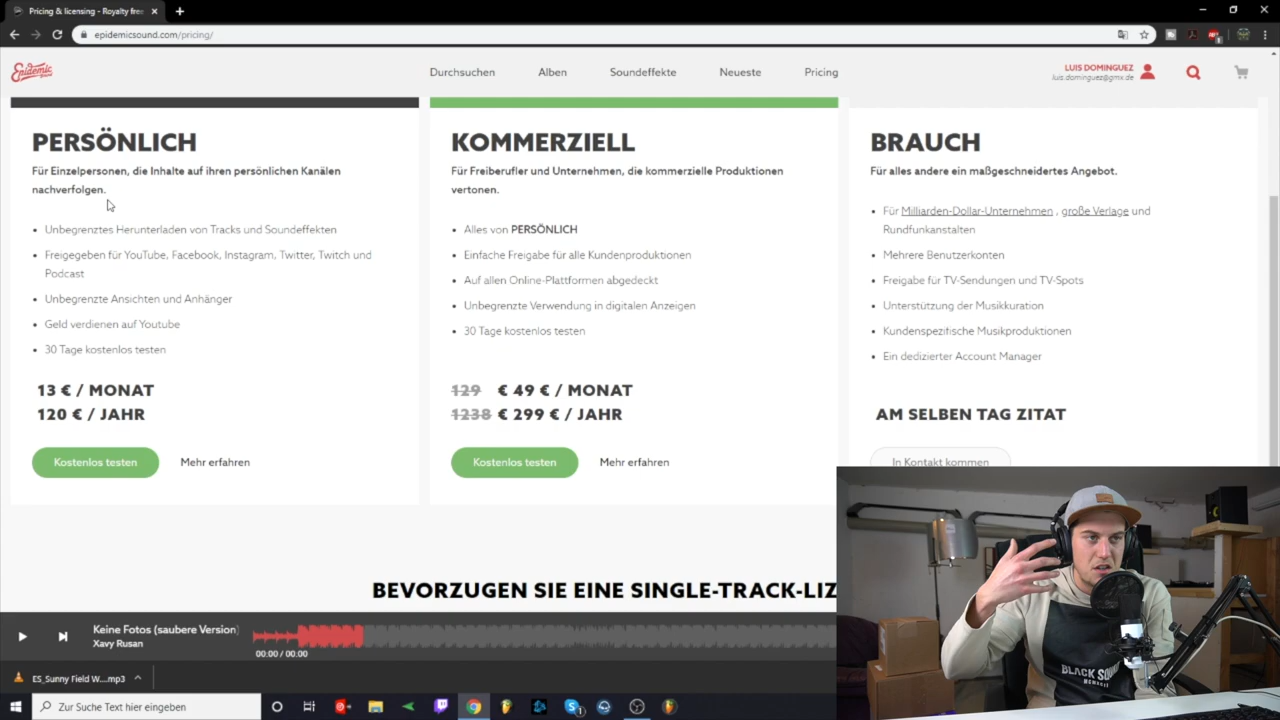 Pricing & licensing - Royalty free
epidemicsound.com/pricing/
Epidemic
Durchsuchen
Alben
Soundeffekte
Neueste
Pricing
LUIS DOMINGUEZ
luis.dominguez@gmx.de
PERSÖNLICH
Für Einzelpersonen, die Inhalte auf ihren persönlichen Kanälen
nachverfolgen.
Unbegrenztes Herunterladen von Tracks und Soundeffekten
Freigegeben für YouTube, Facebook, Instagram, Twitter, Twitch und
Podcast
Unbegrenzte Ansichten und Anhänger
Geld verdienen auf Youtube
30 Tage kostenlos testen
13 € / MONAT
120 € / JAHR
Kostenlos testen
Mehr erfahren
KOMMERZIELL
Für Freiberufler und Unternehmen, die kommerzielle Produktionen
vertonen.
Alles von PERSÖNLICH
Einfache Freigabe für alle Kundenproduktionen
Auf allen Online-Plattformen abgedeckt
Unbegrenzte Verwendung in digitalen Anzeigen
30 Tage kostenlos testen
129 € 49 € / MONAT
1238 € 299 € / JAHR
Kostenlos testen
Mehr erfahren
BRAUCH
Für alles andere ein maßgeschneidertes Angebot.
Für Milliarden-Dollar-Unternehmen , große Verlage und
Rundfunkanstalten
Mehrere Benutzerkonten
Freigabe für TV-Sendungen und TV-Spots
Unterstützung der Musikkuration
Kundenspezifische Musikproduktionen
Ein dedizierter Account Manager
AM SELBEN TAG ZITAT
In Kontakt kommen
BEVORZUGEN SIE EINE SINGLE-TRACK-LIZ
Keine Fotos (saubere Version)
Xavy Rusan
00:00 / 00:00
ES_Sunny Field W....mp3
Zur Suche Text hier eingeben
BLACK SOU